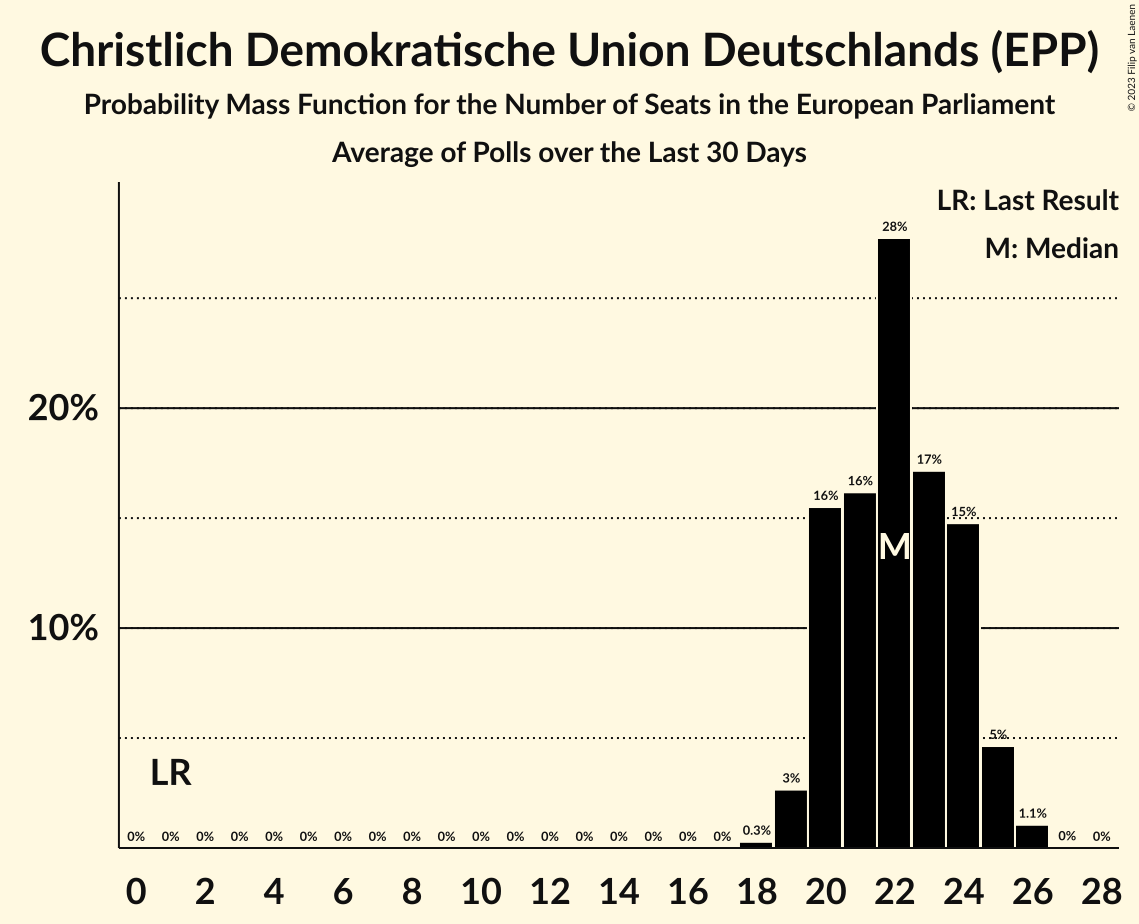 Christlich Demokratische Union Deutschlands (EPP)
Probability Mass Function for the Number of Seats in the European Parliament
Average of Polls over the Last 30 Days
© 2023 Filip van Laenen
LR: Last Result
M: Median
28%
20%
17%
16%
16%
15%
M
10%
5%
LR
3%
1.1%
0% 0% 0% 0% 0% 0% 0% 0% 0% 0% 0% 0% 0% 0% 0% 0% 0% 0% 0.3% 0% 0%
0 2 4 6 8 10 12 14 16 18 20 22 24 26 28